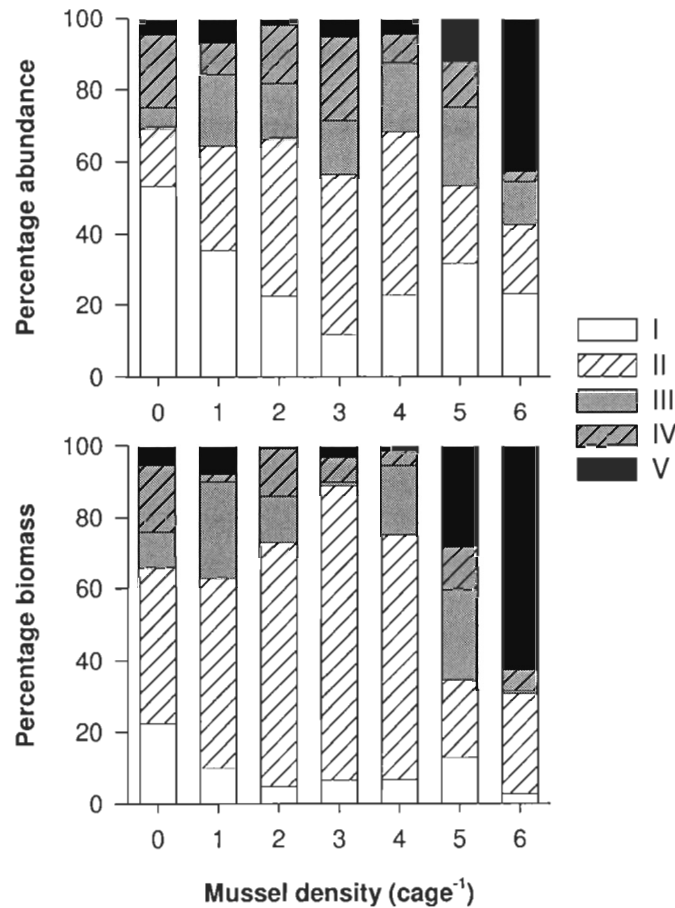 Percentage abundance
100
80
60
40
20
0
0 1 2 3 4 5 6
I
II
III
IV
V
Percentage biomass
100
80
60
40
20
0
0 1 2 3 4 5 6
Mussel density (cage⁻¹)